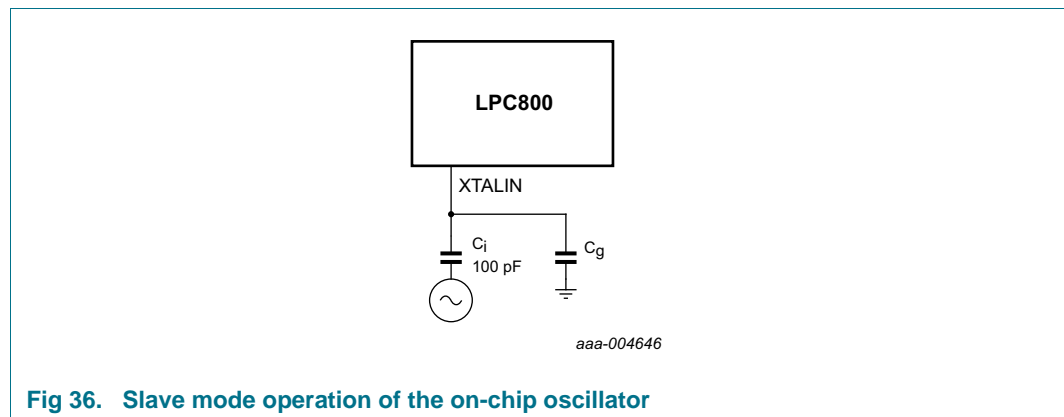 LPC800
XTALIN
Ci
100 pF
Cg
aaa-004646
Fig 36. Slave mode operation of the on-chip oscillator